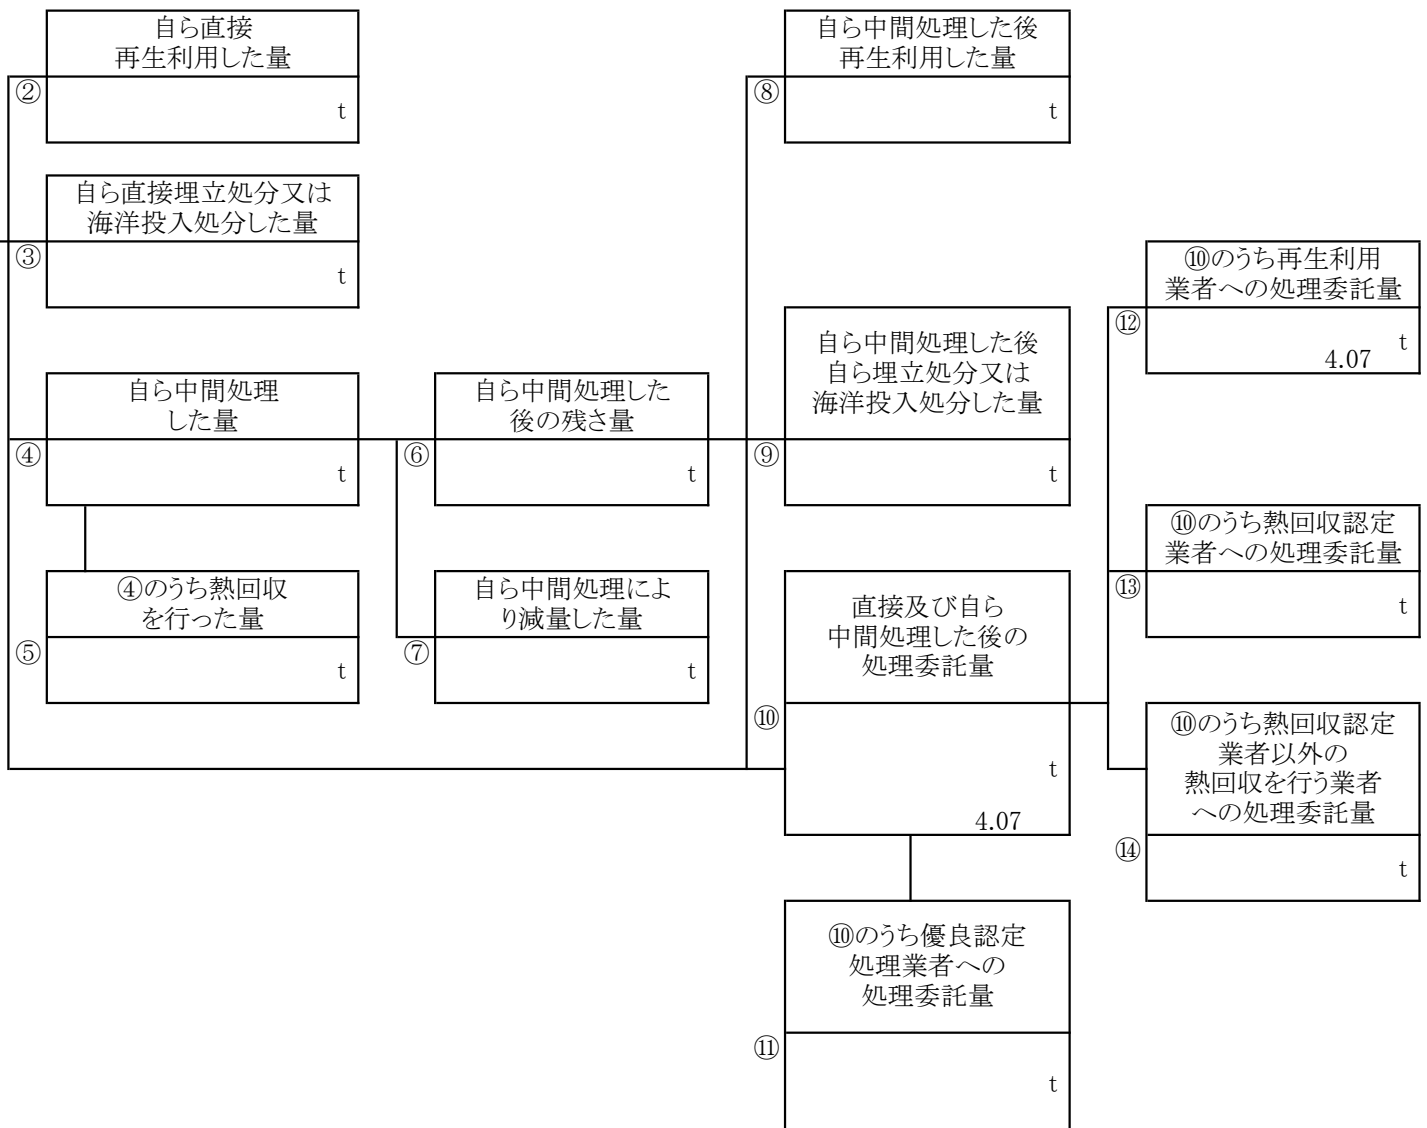 自ら直接
再生利用した量
②
t
自ら直接埋立処分又は
海洋投入処分した量
③
t
自ら中間処理
した量
④
t
④のうち熱回収
を行った量
⑤
t
自ら中間処理した
後の残さ量
⑥
t
自ら中間処理によ
り減量した量
⑦
t
自ら中間処理した後
再生利用した量
⑧
t
自ら中間処理した後
自ら埋立処分又は
海洋投入処分した量
⑨
t
直接及び自ら
中間処理した後の
処理委託量
⑩
t
4.07
⑩のうち優良認定
処理業者への
処理委託量
⑪
t
⑩のうち再生利用
業者への処理委託量
⑫
t
4.07
⑩のうち熱回収認定
業者への処理委託量
⑬
t
⑩のうち熱回収認定
業者以外の
熱回収を行う業者
への処理委託量
⑭
t